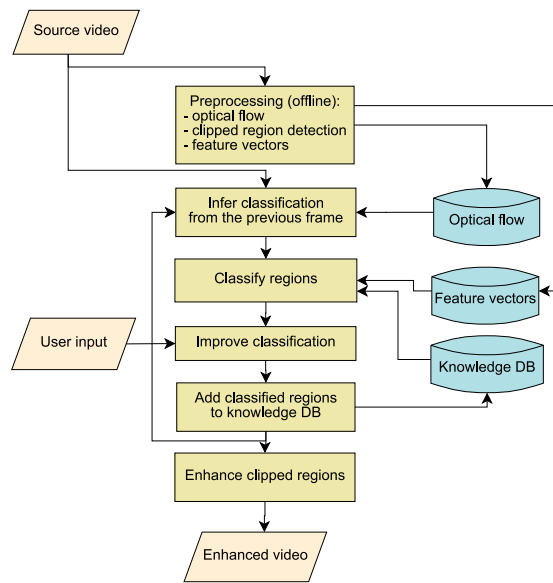 Source video
Preprocessing (offline):
- optical flow
- clipped region detection
- feature vectors
Infer classification
from the previous frame
Optical flow
Classify regions
Feature vectors
User input
Improve classification
Knowledge DB
Add classified regions
to knowledge DB
Enhance clipped regions
Enhanced video